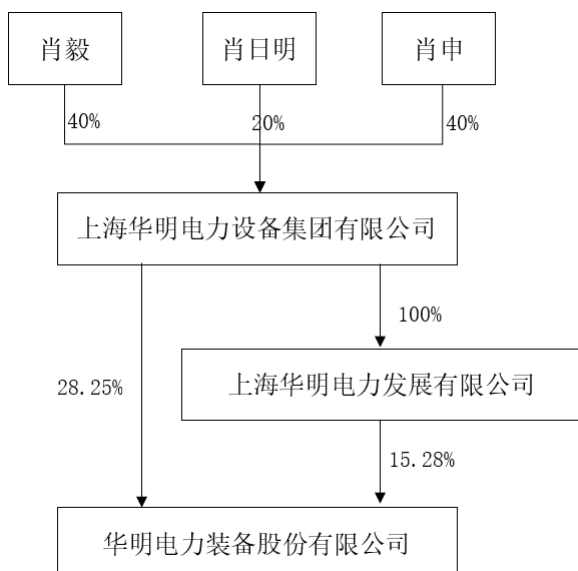 肖毅
肖日明
肖申
40%
20%
40%
上海华明电力设备集团有限公司
100%
28.25%
上海华明电力发展有限公司
15.28%
华明电力装备股份有限公司